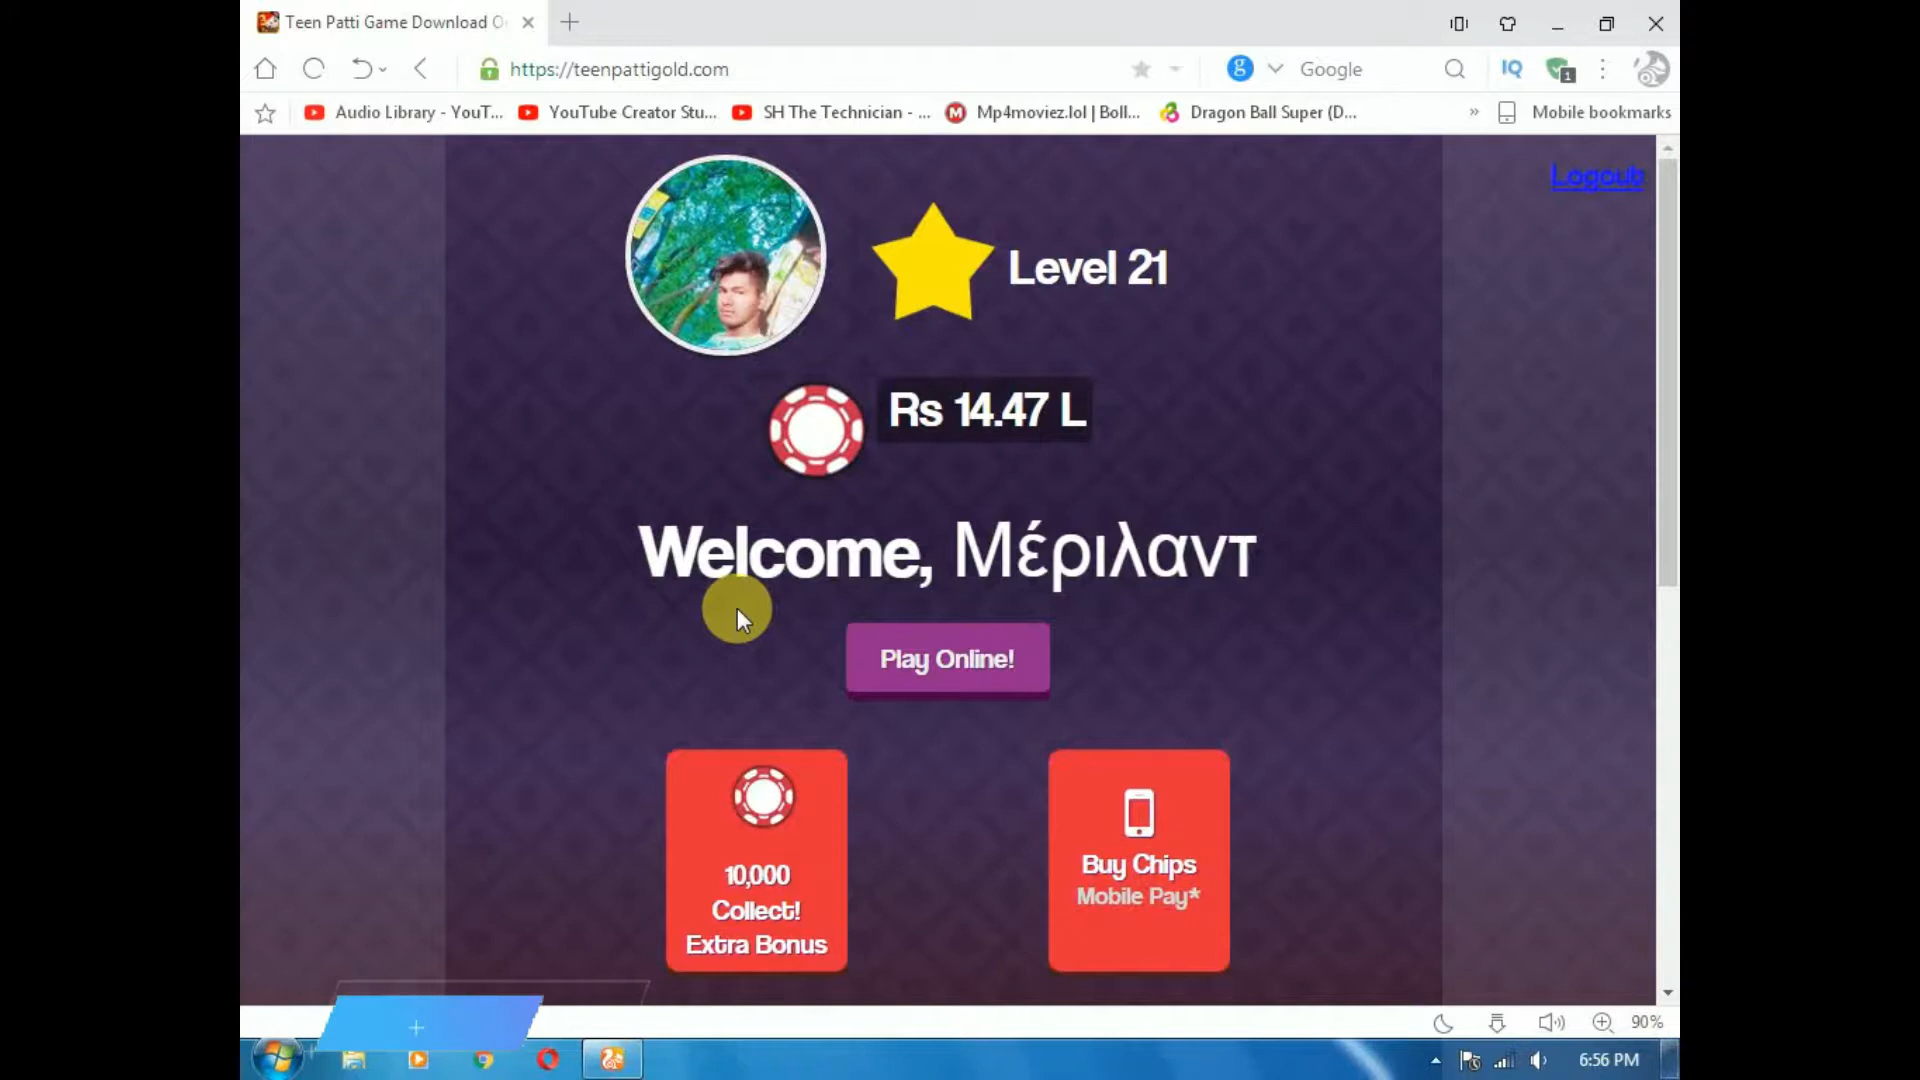 Teen Patti Game Download O
https://teenpattigold.com
Google
IQ
1
Audio Library - YouT...
YouTube Creator Stu...
SH The Technician - ...
Mp4moviez.lol | Boll...
Dragon Ball Super (D...
Mobile bookmarks
Logout
Level 21
Rs 14.47 L
Welcome, Μέριλαντ
Play Online!
10,000
Collect!
Extra Bonus
Buy Chips
Mobile Pay*
90%
6:56 PM